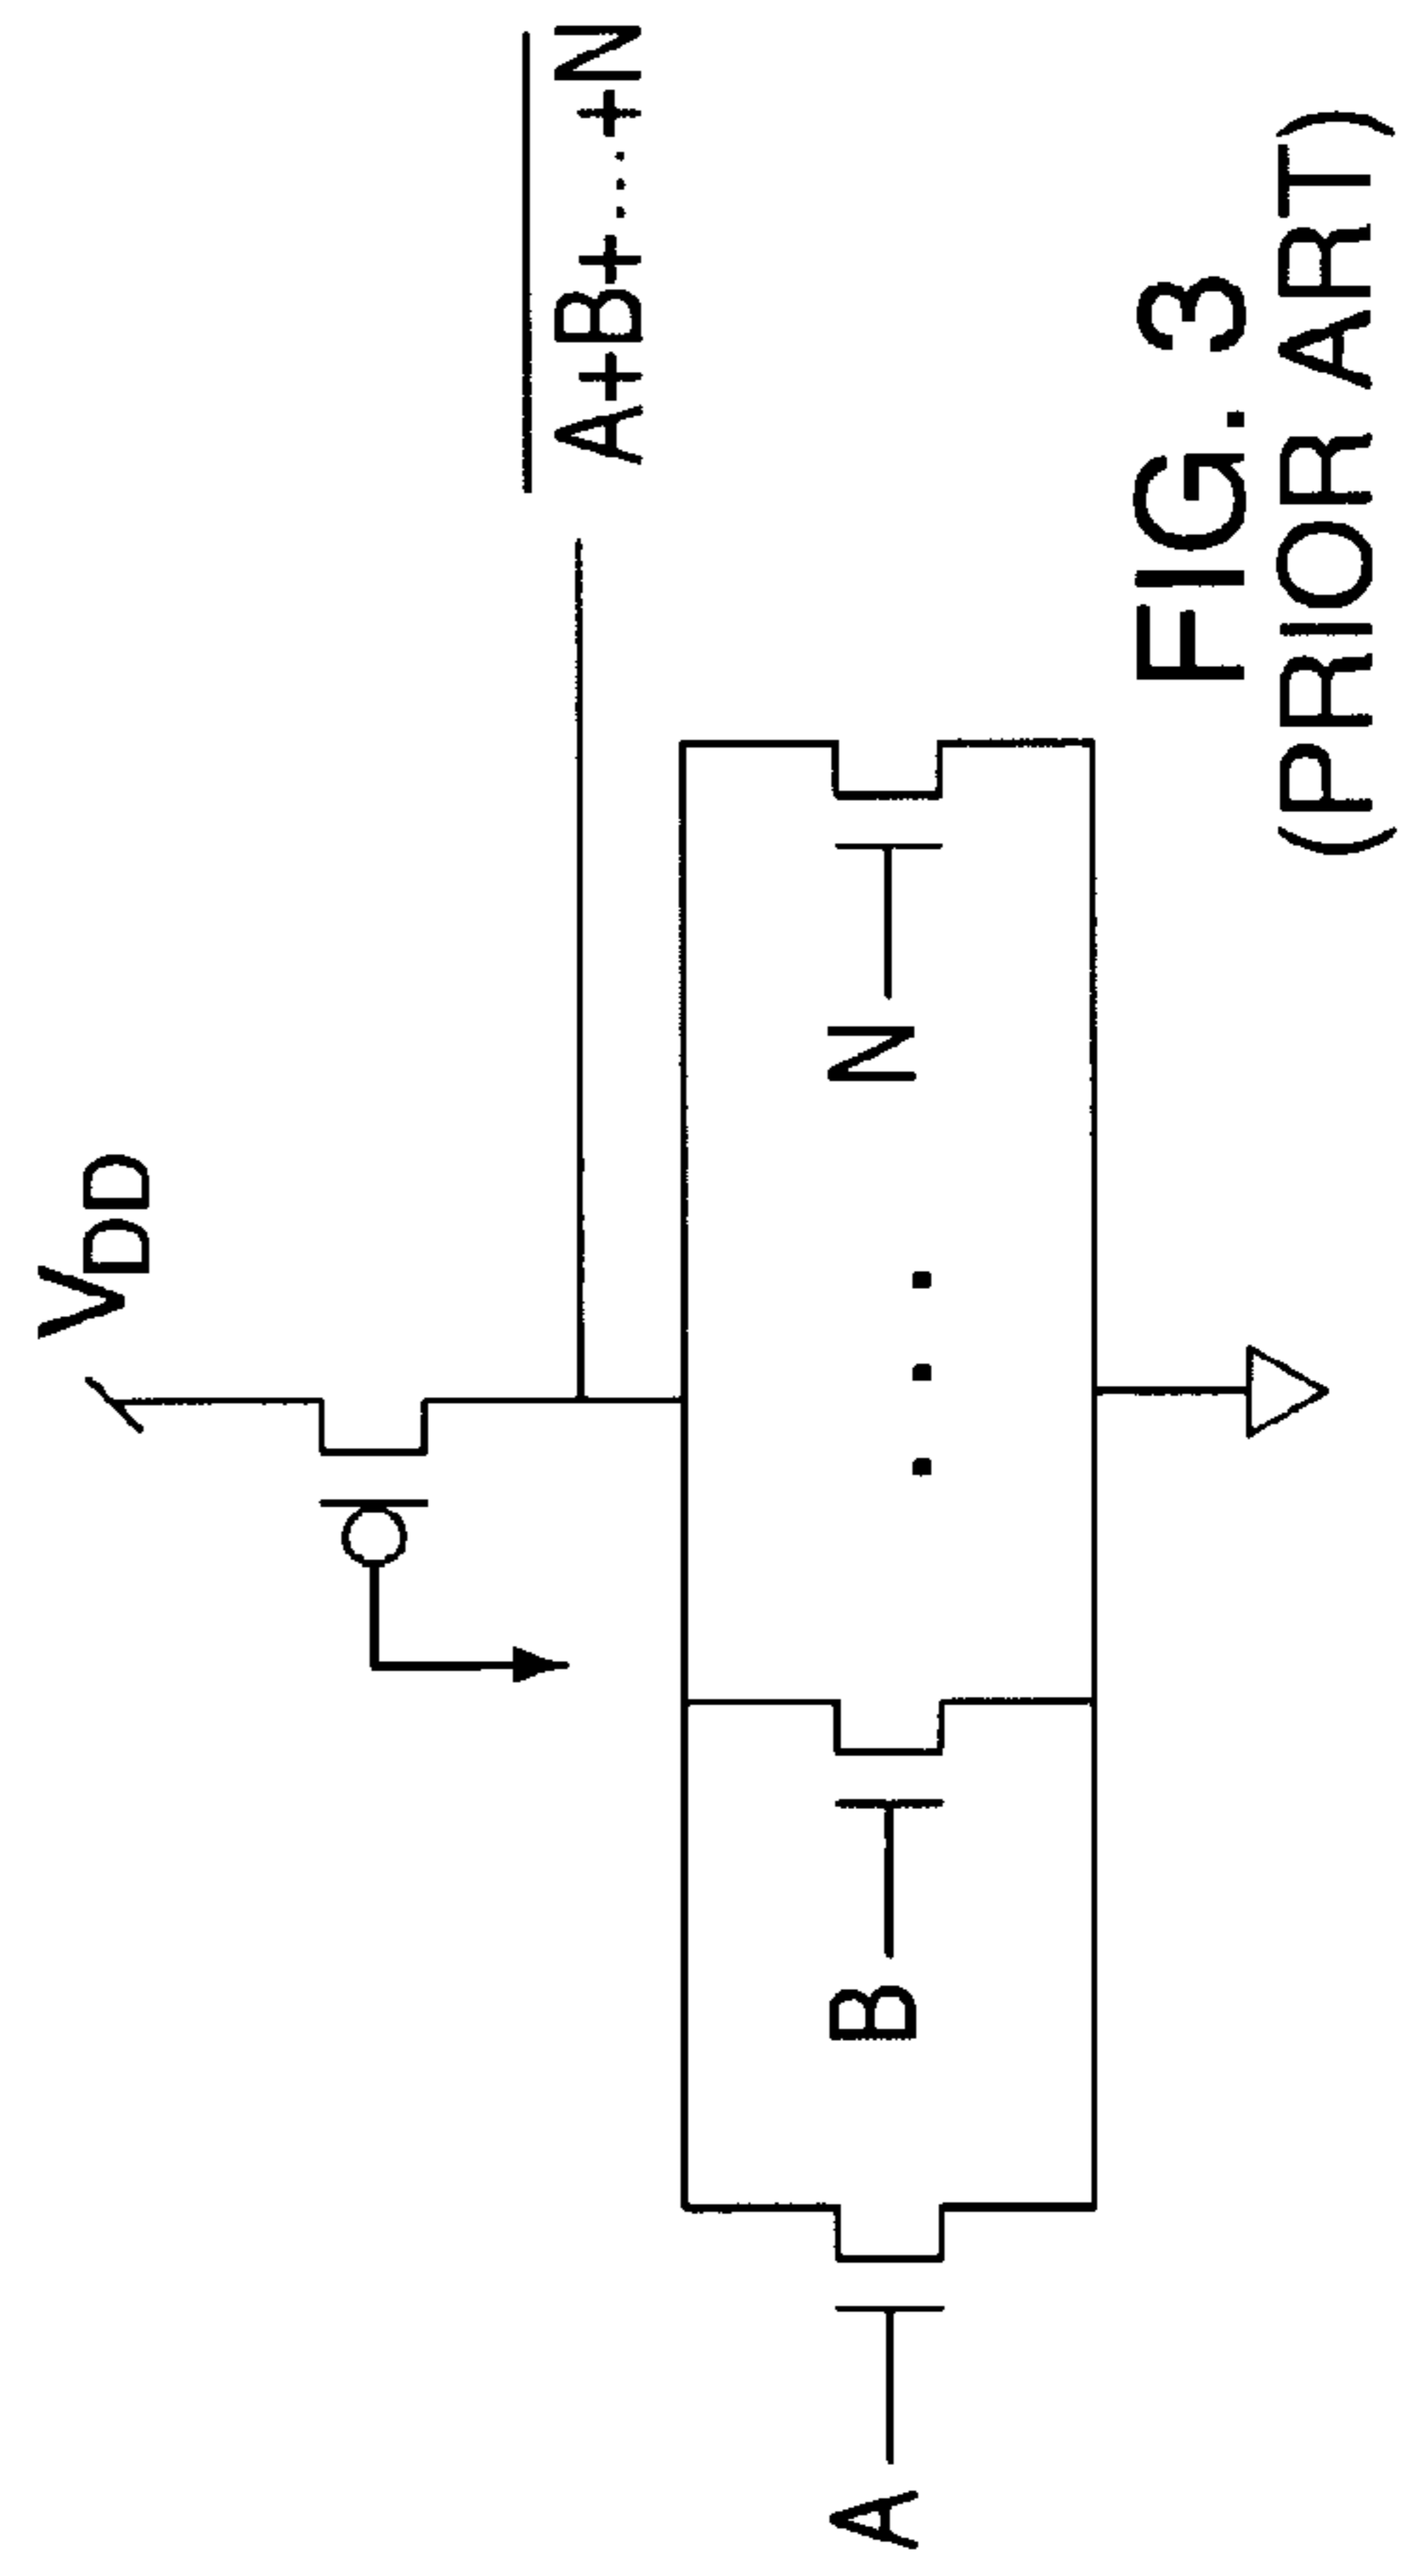 V_DD
A+B+...+N
A
B
. . .
N
FIG. 3
(PRIOR ART)